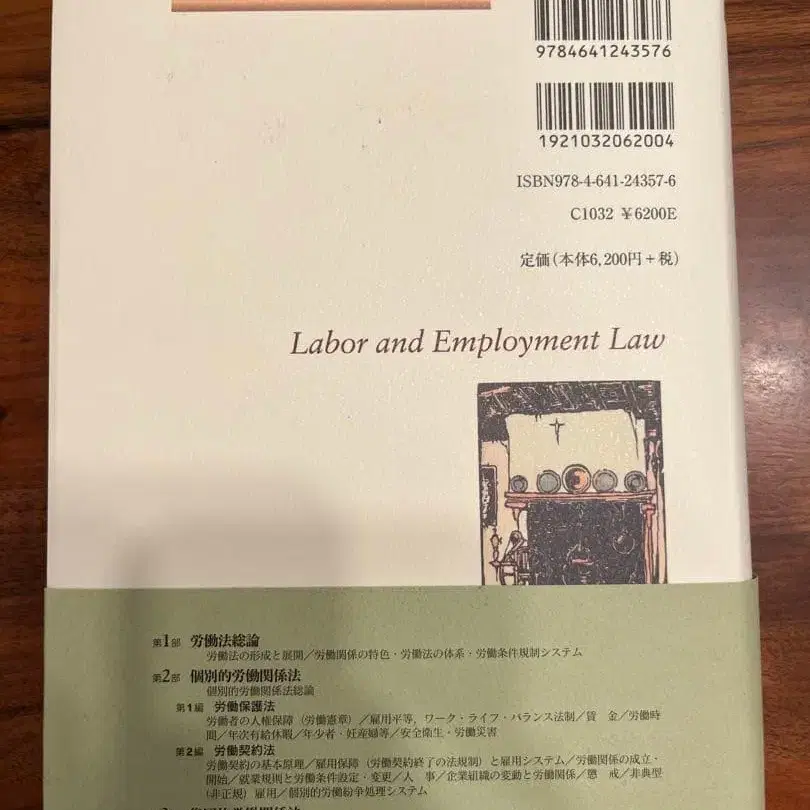 9784641243576
1921032062004
ISBN978-4-641-24357-6
C1032 ¥6200E
定価(本体6,200円+税)
Labor and Employment Law
第1部 労働法総論
労働法の形成と展開／労働関係の特色・労働法の体系・労働条件規制システム
第2部 個別的労働関係法
個別的労働関係法総論
第1編 労働保護法
労働者の人権保障（労働憲章）／雇用平等，ワーク・ライフ・バランス法制／賃　金／労働時
間／年次有給休暇／年少者・妊産婦等／安全衛生・労働災害
第2編 労働契約法
労働契約の基本原理／雇用保障（労働契約終了の法規制）と雇用システム／労働関係の成立・
開始／就業規則と労働条件設定・変更／人　事／企業組織の変動と労働関係／懲　戒／非典型
(非正規) 雇用／個別的労働紛争処理システム